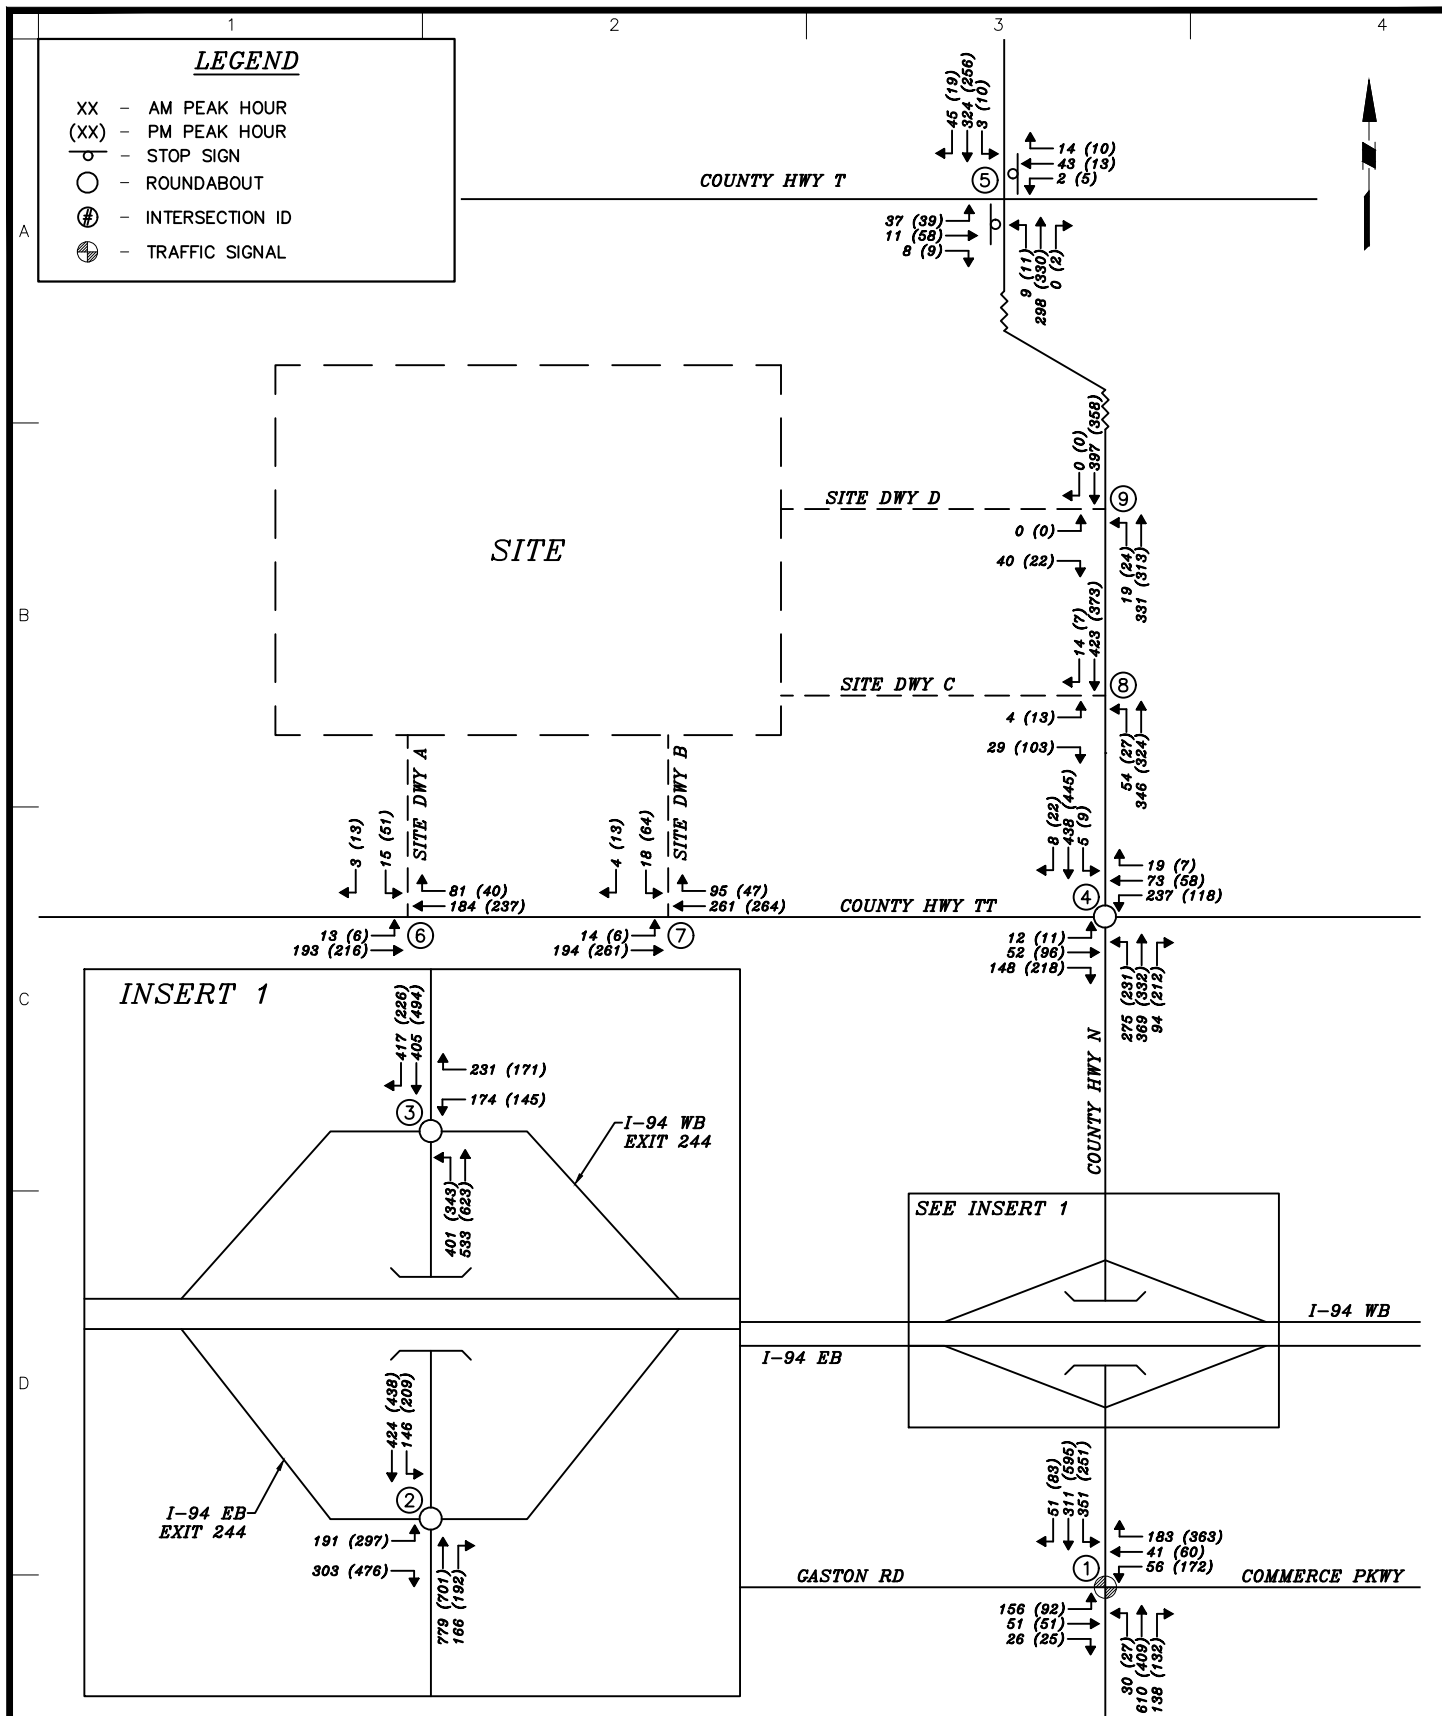 1
2
3
4
A
B
C
D
LEGEND
XX - AM PEAK HOUR
(XX) - PM PEAK HOUR
- STOP SIGN
- ROUNDABOUT
# - INTERSECTION ID
- TRAFFIC SIGNAL
45 (19)
324 (256)
3 (10)
14 (10)
43 (13)
2 (5)
5
COUNTY HWY T
37 (39)
11 (58)
8 (9)
9 (11)
298 (330)
0 (2)
0 (0)
397 (358)
SITE DWY D
9
0 (0)
40 (22)
19 (24)
331 (313)
SITE
14 (7)
423 (373)
SITE DWY C
8
4 (13)
29 (103)
54 (27)
346 (324)
SITE DWY A
SITE DWY B
3 (13)
15 (51)
81 (40)
184 (237)
13 (6)
193 (216)
6
4 (13)
18 (64)
95 (47)
261 (264)
14 (6)
194 (261)
7
COUNTY HWY TT
8 (22)
438 (445)
5 (9)
19 (7)
73 (58)
237 (118)
4
12 (11)
52 (96)
148 (218)
275 (231)
369 (332)
94 (212)
COUNTY HWY N
INSERT 1
417 (226)
405 (494)
231 (171)
174 (145)
3
I-94 WB
EXIT 244
401 (343)
533 (623)
SEE INSERT 1
I-94 WB
I-94 EB
424 (438)
146 (209)
2
I-94 EB
EXIT 244
191 (297)
303 (476)
779 (701)
166 (192)
51 (83)
311 (595)
351 (251)
183 (363)
41 (60)
56 (172)
1
GASTON RD
COMMERCE PKWY
156 (92)
51 (51)
26 (25)
30 (27)
610 (409)
138 (132)